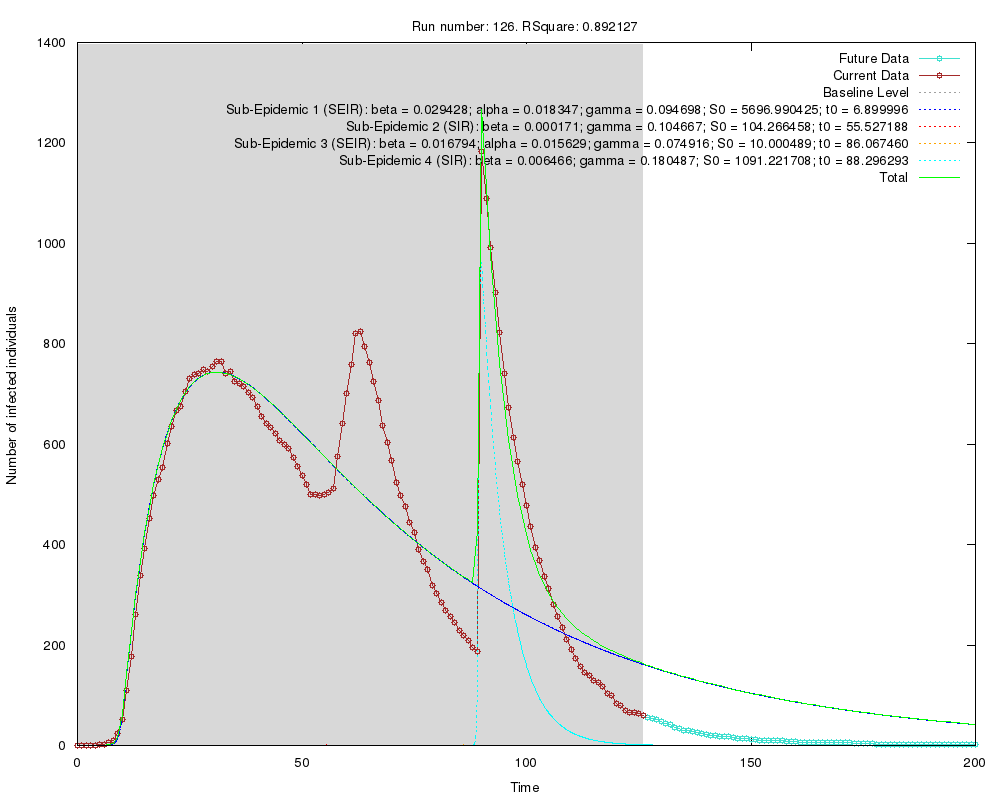 Run number: 126. RSquare: 0.892127
1400
1200
1000
800
600
400
200
0
Number of infected individuals
Future Data
Current Data
Baseline Level
Sub-Epidemic 1 (SEIR): beta = 0.029428; alpha = 0.018347; gamma = 0.094698; S0 = 5696.990425; t0 = 6.899996
Sub-Epidemic 2 (SIR): beta = 0.000171; gamma = 0.104667; S0 = 104.266458; t0 = 55.527188
Sub-Epidemic 3 (SEIR): beta = 0.016794; alpha = 0.015629; gamma = 0.074916; S0 = 10.000489; t0 = 86.067460
Sub-Epidemic 4 (SIR): beta = 0.006466; gamma = 0.180487; S0 = 1091.221708; t0 = 88.296293
Total
0 50 100 150 200
Time